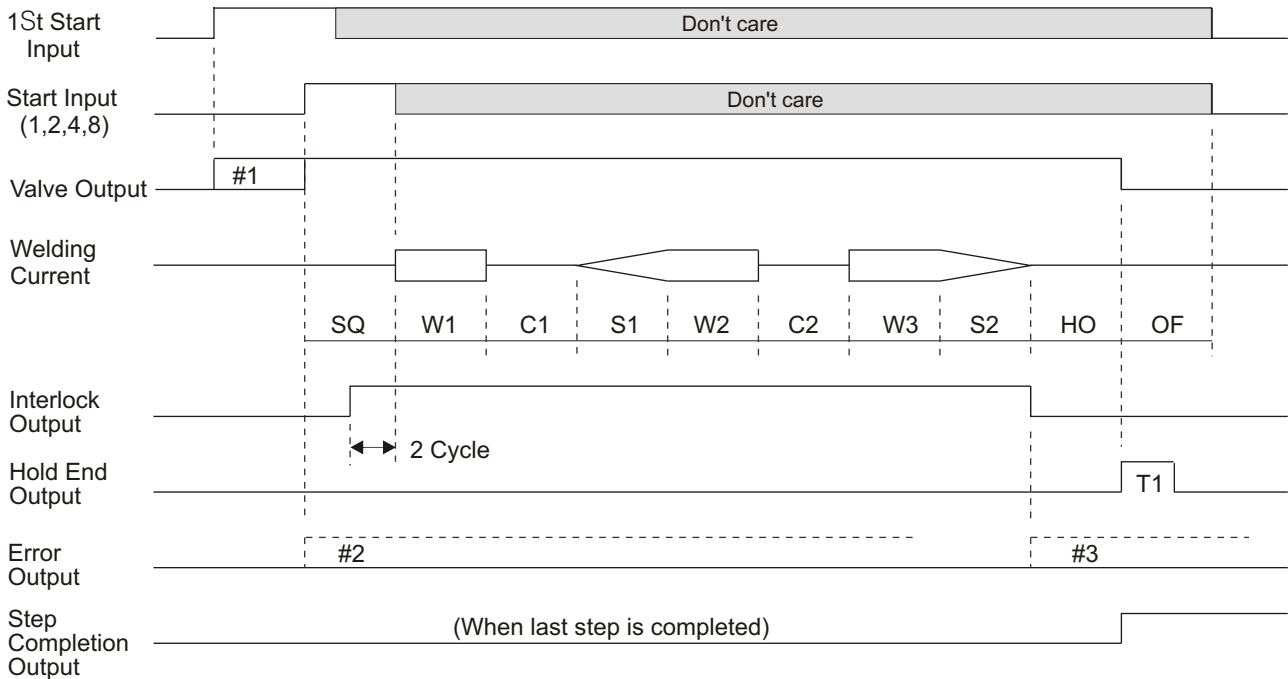 1St Start
Input
Don't care
Start Input
(1,2,4,8)
Don't care
Valve Output
#1
Welding
Current
SQ W1 C1 S1 W2 C2 W3 S2 HO OF
Interlock
Output
2 Cycle
Hold End
Output
T1
Error
Output
#2
#3
Step
Completion
Output
(When last step is completed)